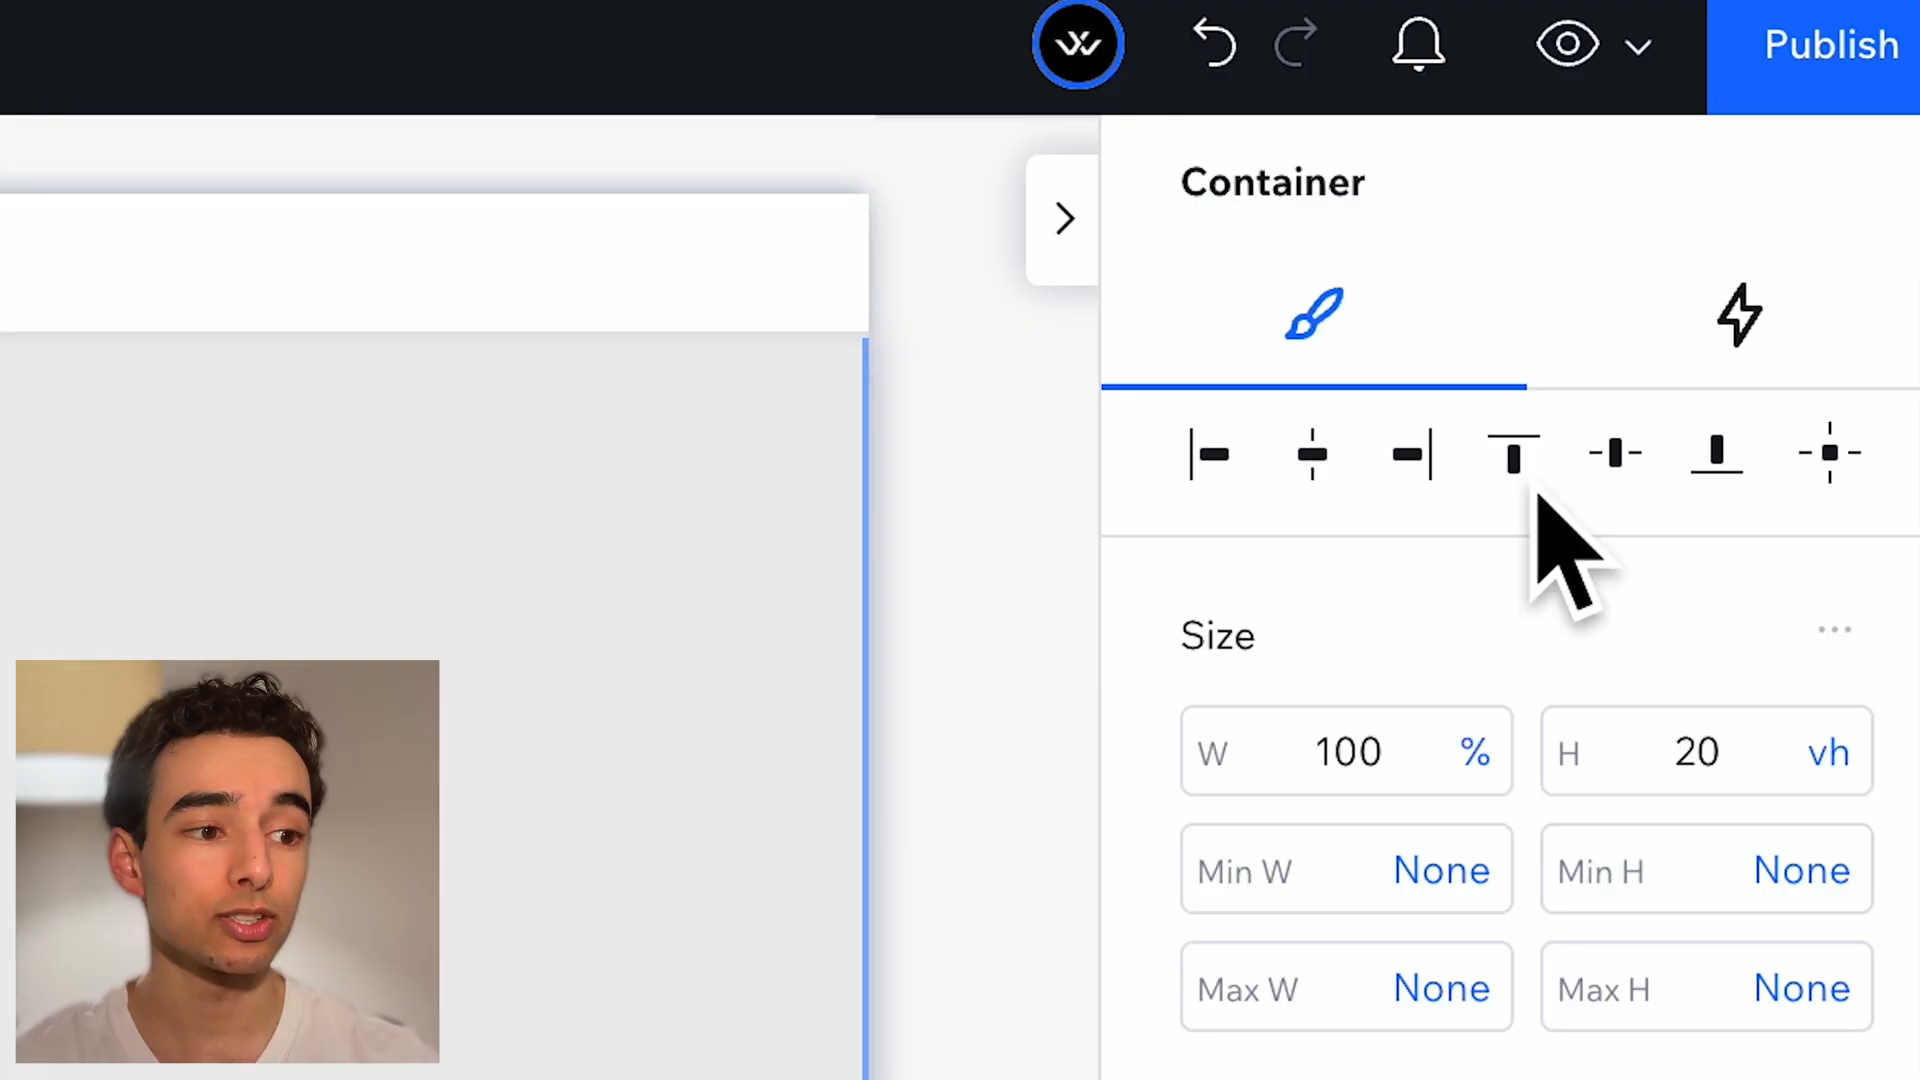 Publish
Container
Size
W 100 % H 20 vh
Min W None Min H None
Max W None Max H None